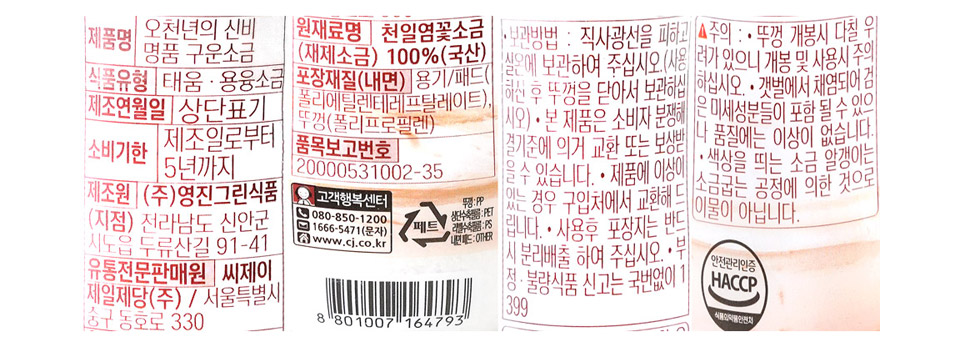 제품명 오천년의 신비
명품 구운소금
식품유형 태움·용융소금
제조연월일 상단표기
소비기한 제조일로부터
5년까지
제조원 (주)영진그린식품
(지점) 전라남도 신안군
지도읍 두류산길 91-41
유통전문판매원 씨제이
제일제당(주) / 서울특별시
중구 동호로 330
원재료명 천일염꽃소금
(재제소금) 100%(국산)
포장재질(내면) 용기/패드(
폴리에틸렌테레프탈레이트),
뚜껑(폴리프로필렌)
품목보고번호
20000531002-35
고객행복센터
080-850-1200
1666-5471(문자)
www.cj.co.kr
페트
뚜껑:PP
상단수축필름:PET
라벨수축필름:PS
내면패드:OTHER
8 801007 164793
•보관방법 : 직사광선을 피하고
실온에 보관하여 주십시오.(사용
하신 후 뚜껑을 닫아서 보관하십
시오) •본 제품은 소비자 분쟁해
결기준에 의거 교환 또는 보상받
을 수 있습니다. •제품에 이상이
있는 경우 구입처에서 교환해 드
립니다. •사용후 포장지는 반드
시 분리배출 하여 주십시오. •부
정·불량식품 신고는 국번없이 1
399
주의 : •뚜껑 개봉시 다칠 우
려가 있으니 개봉 및 사용시 주의
하십시오. •갯벌에서 채염되어 검
은 미세성분들이 포함 될 수 있으
나 품질에는 이상이 없습니다.
•색상을 띄는 소금 알갱이는
소금굽는 공정에 의한 것으로
이물이 아닙니다.
안전관리인증
HACCP
식품의약품안전처